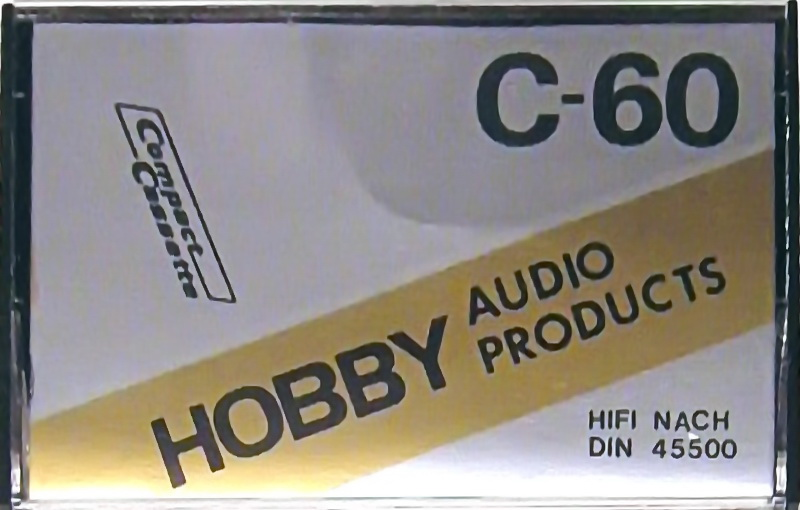 C-60
Compact
Cassette
AUDIO
HOBBY PRODUCTS
HIFI NACH
DIN 45500